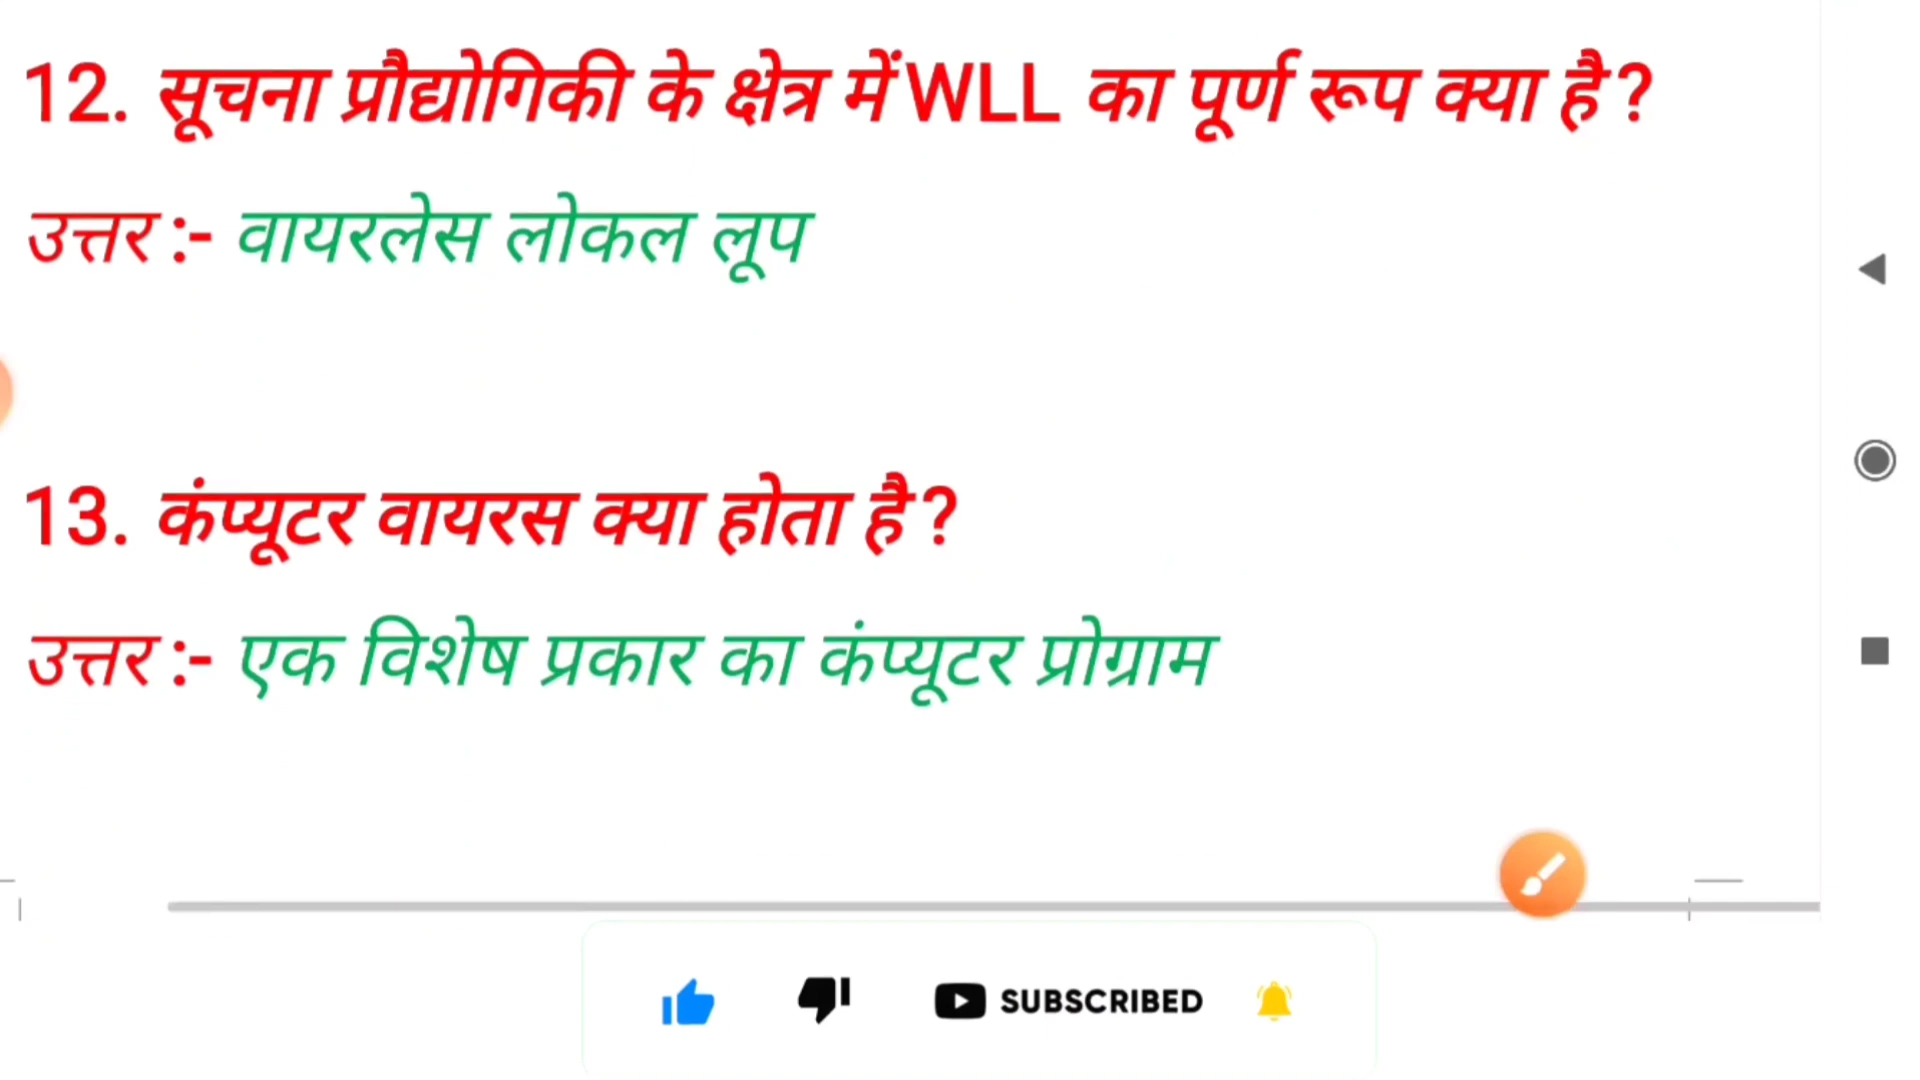 12. सूचना प्रौद्योगिकी के क्षेत्र में WLL का पूर्ण रूप क्या है?
उत्तर :- वायरलेस लोकल लूप
13. कंप्यूटर वायरस क्या होता है?
उत्तर :- एक विशेष प्रकार का कंप्यूटर प्रोग्राम
SUBSCRIBED